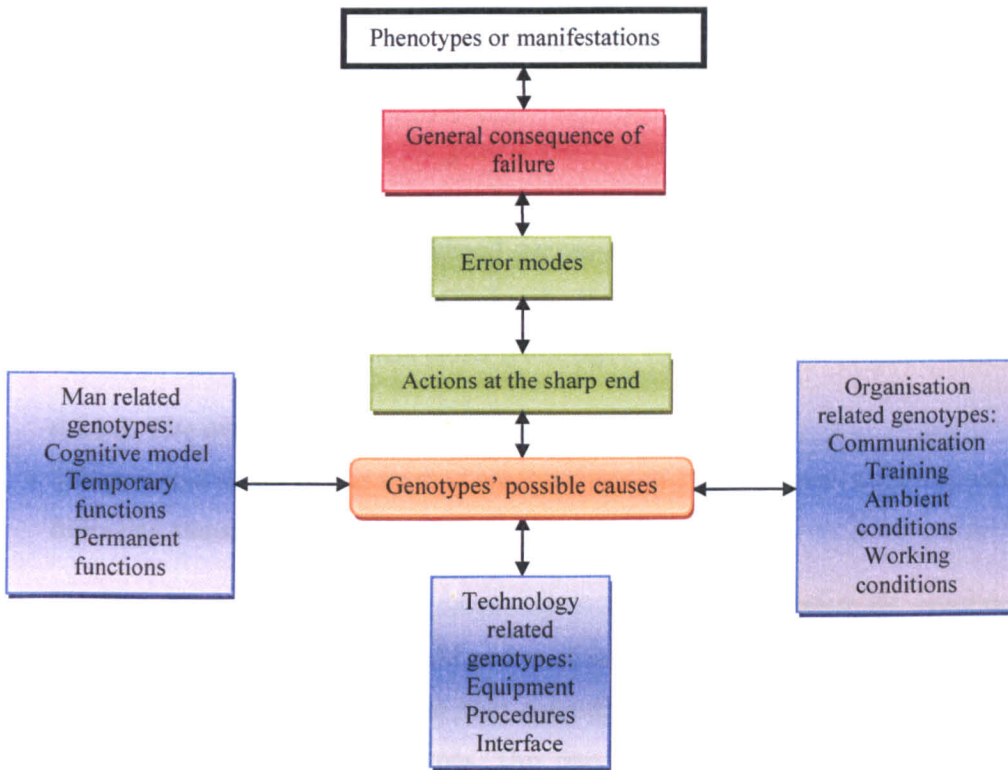 Phenotypes or manifestations
General consequence of
failure
Error modes
Actions at the sharp end
Man related
genotypes:
Cognitive model
Temporary
functions
Permanent
functions
Genotypes' possible causes
Organisation
related genotypes:
Communication
Training
Ambient
conditions
Working
conditions
Technology
related
genotypes:
Equipment
Procedures
Interface